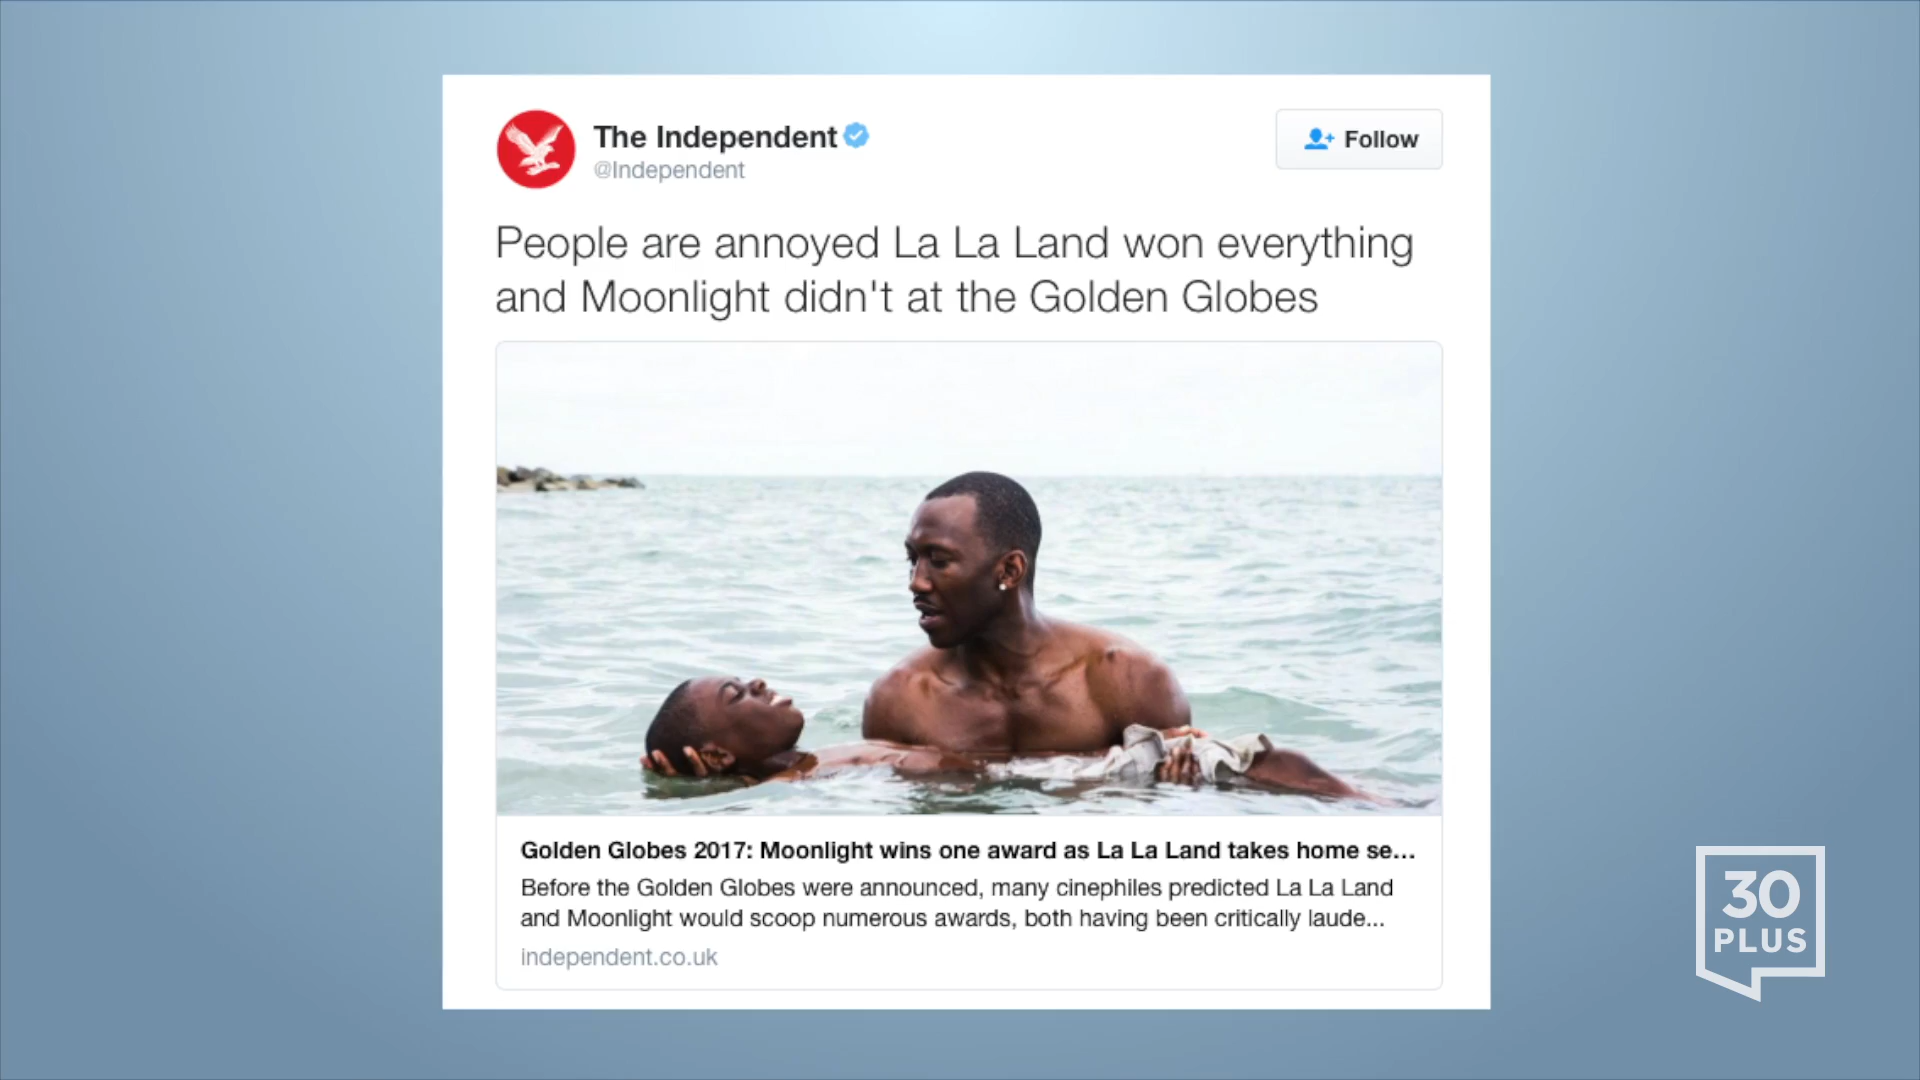 The Independent
@Independent
Follow
People are annoyed La La Land won everything
and Moonlight didn't at the Golden Globes
Golden Globes 2017: Moonlight wins one award as La La Land takes home se...
Before the Golden Globes were announced, many cinephiles predicted La La Land
and Moonlight would scoop numerous awards, both having been critically laude...
independent.co.uk
30
PLUS